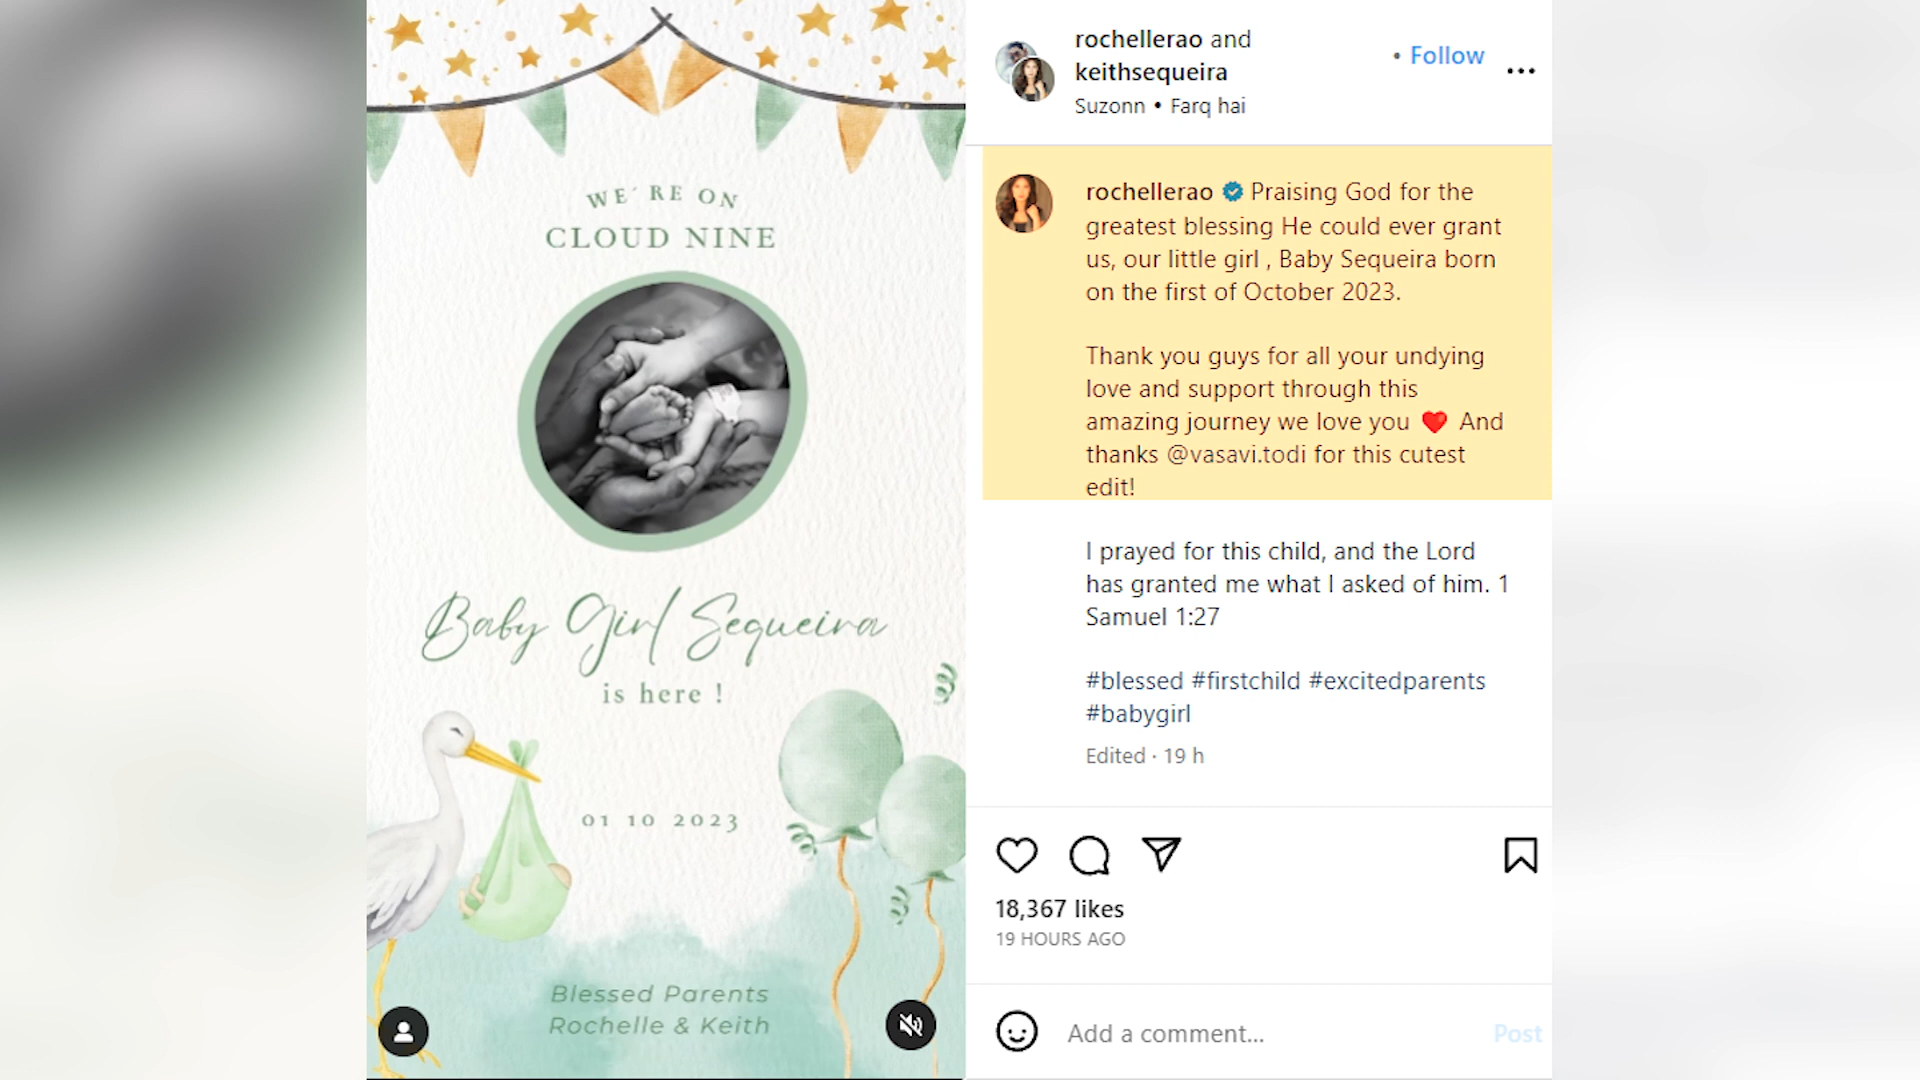 WE´RE ON
CLOUD NINE
Baby Girl Sequeira
is here !
01 10 2023
Blessed Parents
Rochelle & Keith
rochellerao and
keithsequeira
Suzonn • Farq hai
• Follow
rochellerao Praising God for the
greatest blessing He could ever grant
us, our little girl , Baby Sequeira born
on the first of October 2023.
Thank you guys for all your undying
love and support through this
amazing journey we love you ❤️ And
thanks @vasavi.todi for this cutest
edit!
I prayed for this child, and the Lord
has granted me what I asked of him. 1
Samuel 1:27
#blessed #firstchild #excitedparents
#babygirl
Edited · 19 h
18,367 likes
19 HOURS AGO
Add a comment...
Post